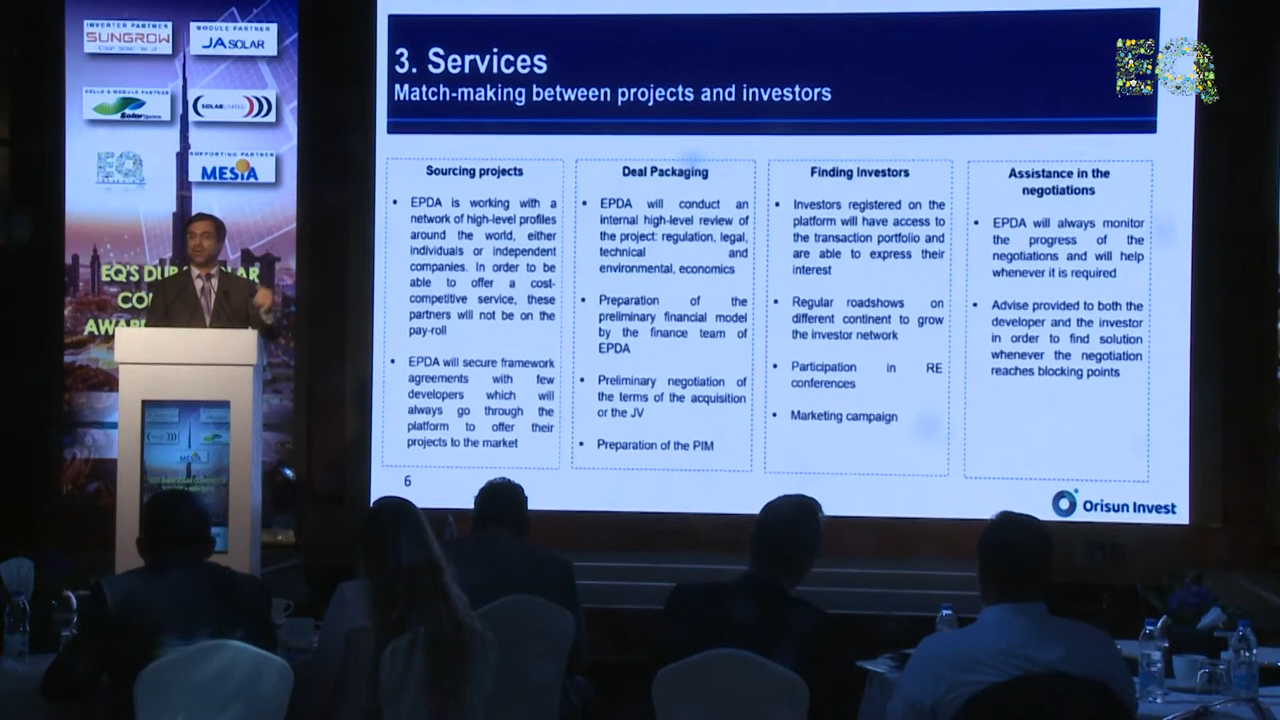 INVERTER PARTNER
SUNGROW
MODULE PARTNER
JA SOLAR
SUPPORTING PARTNER
MESIA
EQ
EQ'S DUB
LAR
CO
AWAR
3. Services
Match-making between projects and investors
EQ
Sourcing projects
• EPDA is working with a
network of high-level profiles
around the world, either
individuals or independent
companies. In order to be
able to offer a cost-
competitive service, these
partners will not be on the
pay-roll
• EPDA will secure framework
agreements with few
developers which will
always go through the
platform to offer their
projects to the market
Deal Packaging
• EPDA will conduct an
internal high-level review of
the project: regulation, legal,
technical and
environmental, economics
• Preparation of the
preliminary financial model
by the finance team of
EPDA
• Preliminary negotiation of
the terms of the acquisition
or the JV
• Preparation of the PIM
Finding Investors
• Investors registered on the
platform will have access to
the transaction portfolio and
are able to express their
interest
• Regular roadshows on
different continent to grow
the investor network
• Participation in RE
conferences
• Marketing campaign
Assistance in the
negotiations
• EPDA will always monitor
the progress of the
negotiations and will help
whenever it is required
• Advise provided to both the
developer and the investor
in order to find solution
whenever the negotiation
reaches blocking points
6
Orisun Invest
MESIA